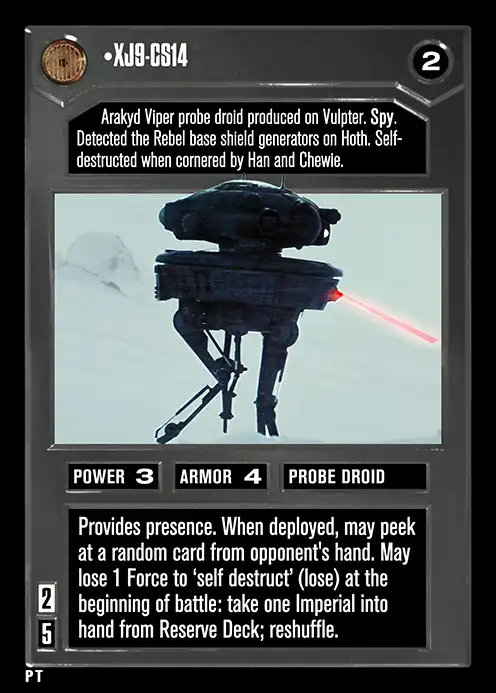 •XJ9-CS14
2
Arakyd Viper probe droid produced on Vulpter. Spy.
Detected the Rebel base shield generators on Hoth. Self-
destructed when cornered by Han and Chewie.
POWER 3 ARMOR 4 PROBE DROID
Provides presence. When deployed, may peek
at a random card from opponent's hand. May
lose 1 Force to ‘self destruct’ (lose) at the
beginning of battle: take one Imperial into
hand from Reserve Deck; reshuffle.
2
5
PT